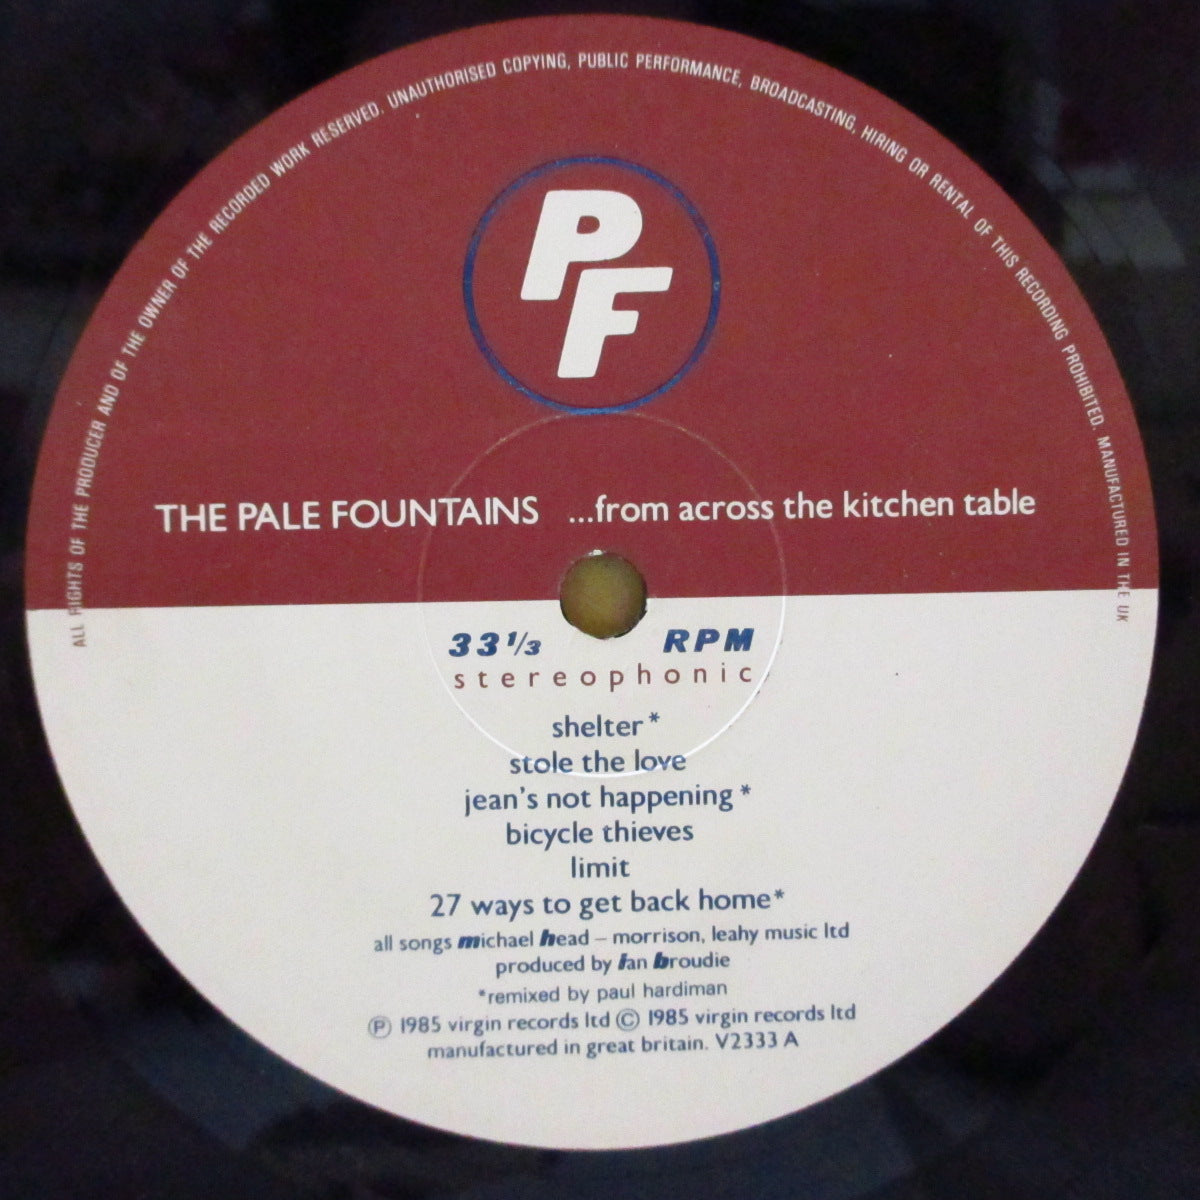 ALL RIGHTS OF THE PRODUCER AND OF THE OWNER OF THE RECORDED WORK RESERVED. UNAUTHORISED COPYING, PUBLIC PERFORMANCE, BROADCASTING, HIRING OR RENTAL OF THIS RECORDING PROHIBITED. MANUFACTURED IN THE UK
PF
THE PALE FOUNTAINS ...from across the kitchen table
33 1/3 RPM
stereophonic
shelter*
stole the love
jean's not happening*
bicycle thieves
limit
27 ways to get back home*
all songs michael head – morrison, leahy music ltd
produced by ian broudie
*remixed by paul hardiman
Ⓟ 1985 virgin records ltd © 1985 virgin records ltd
manufactured in great britain. V2333 A